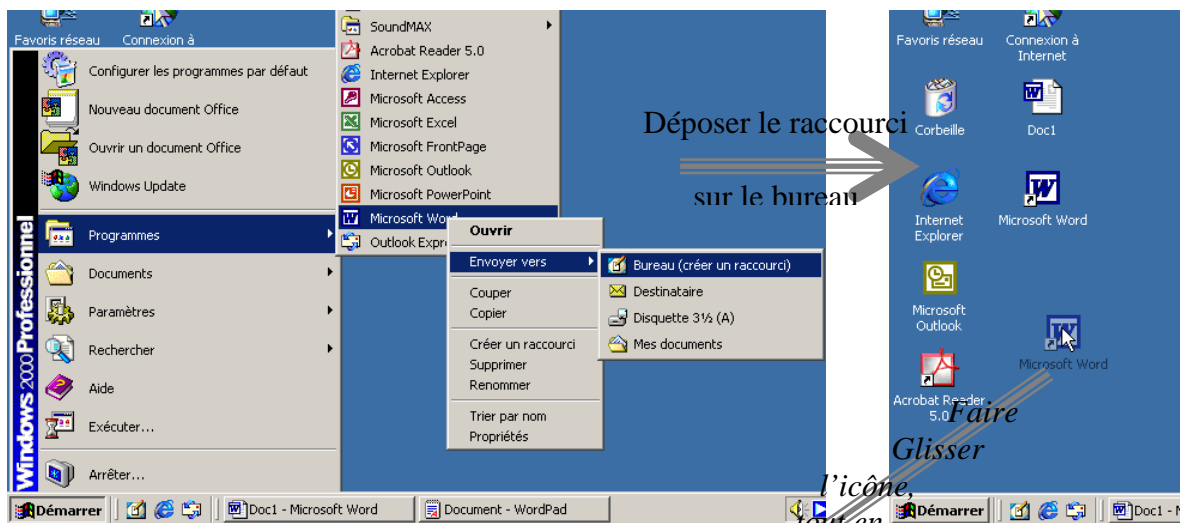 Favoris réseau
Connexion à
Configurer les programmes par défaut
Nouveau document Office
Ouvrir un document Office
Windows Update
Programmes
Documents
Paramètres
Rechercher
Aide
Exécuter...
Arrêter...
Windows 2000 Professionnel
SoundMAX
Acrobat Reader 5.0
Internet Explorer
Microsoft Access
Microsoft Excel
Microsoft FrontPage
Microsoft Outlook
Microsoft PowerPoint
Microsoft Word
Outlook Expr
Ouvrir
Envoyer vers
Couper
Copier
Créer un raccourci
Supprimer
Renommer
Trier par nom
Propriétés
Bureau (créer un raccourci)
Destinataire
Disquette 3½ (A)
Mes documents
Démarrer
Doc1 - Microsoft Word
Document - WordPad
Déposer le raccourci
sur le bureau
Favoris réseau
Connexion à
Internet
Corbeille
Doc1
Internet
Explorer
Microsoft Word
Microsoft
Outlook
Microsoft Word
Acrobat Reader
5.0
Faire
Glisser
l'icône,
tout en
Démarrer
Doc1 - M